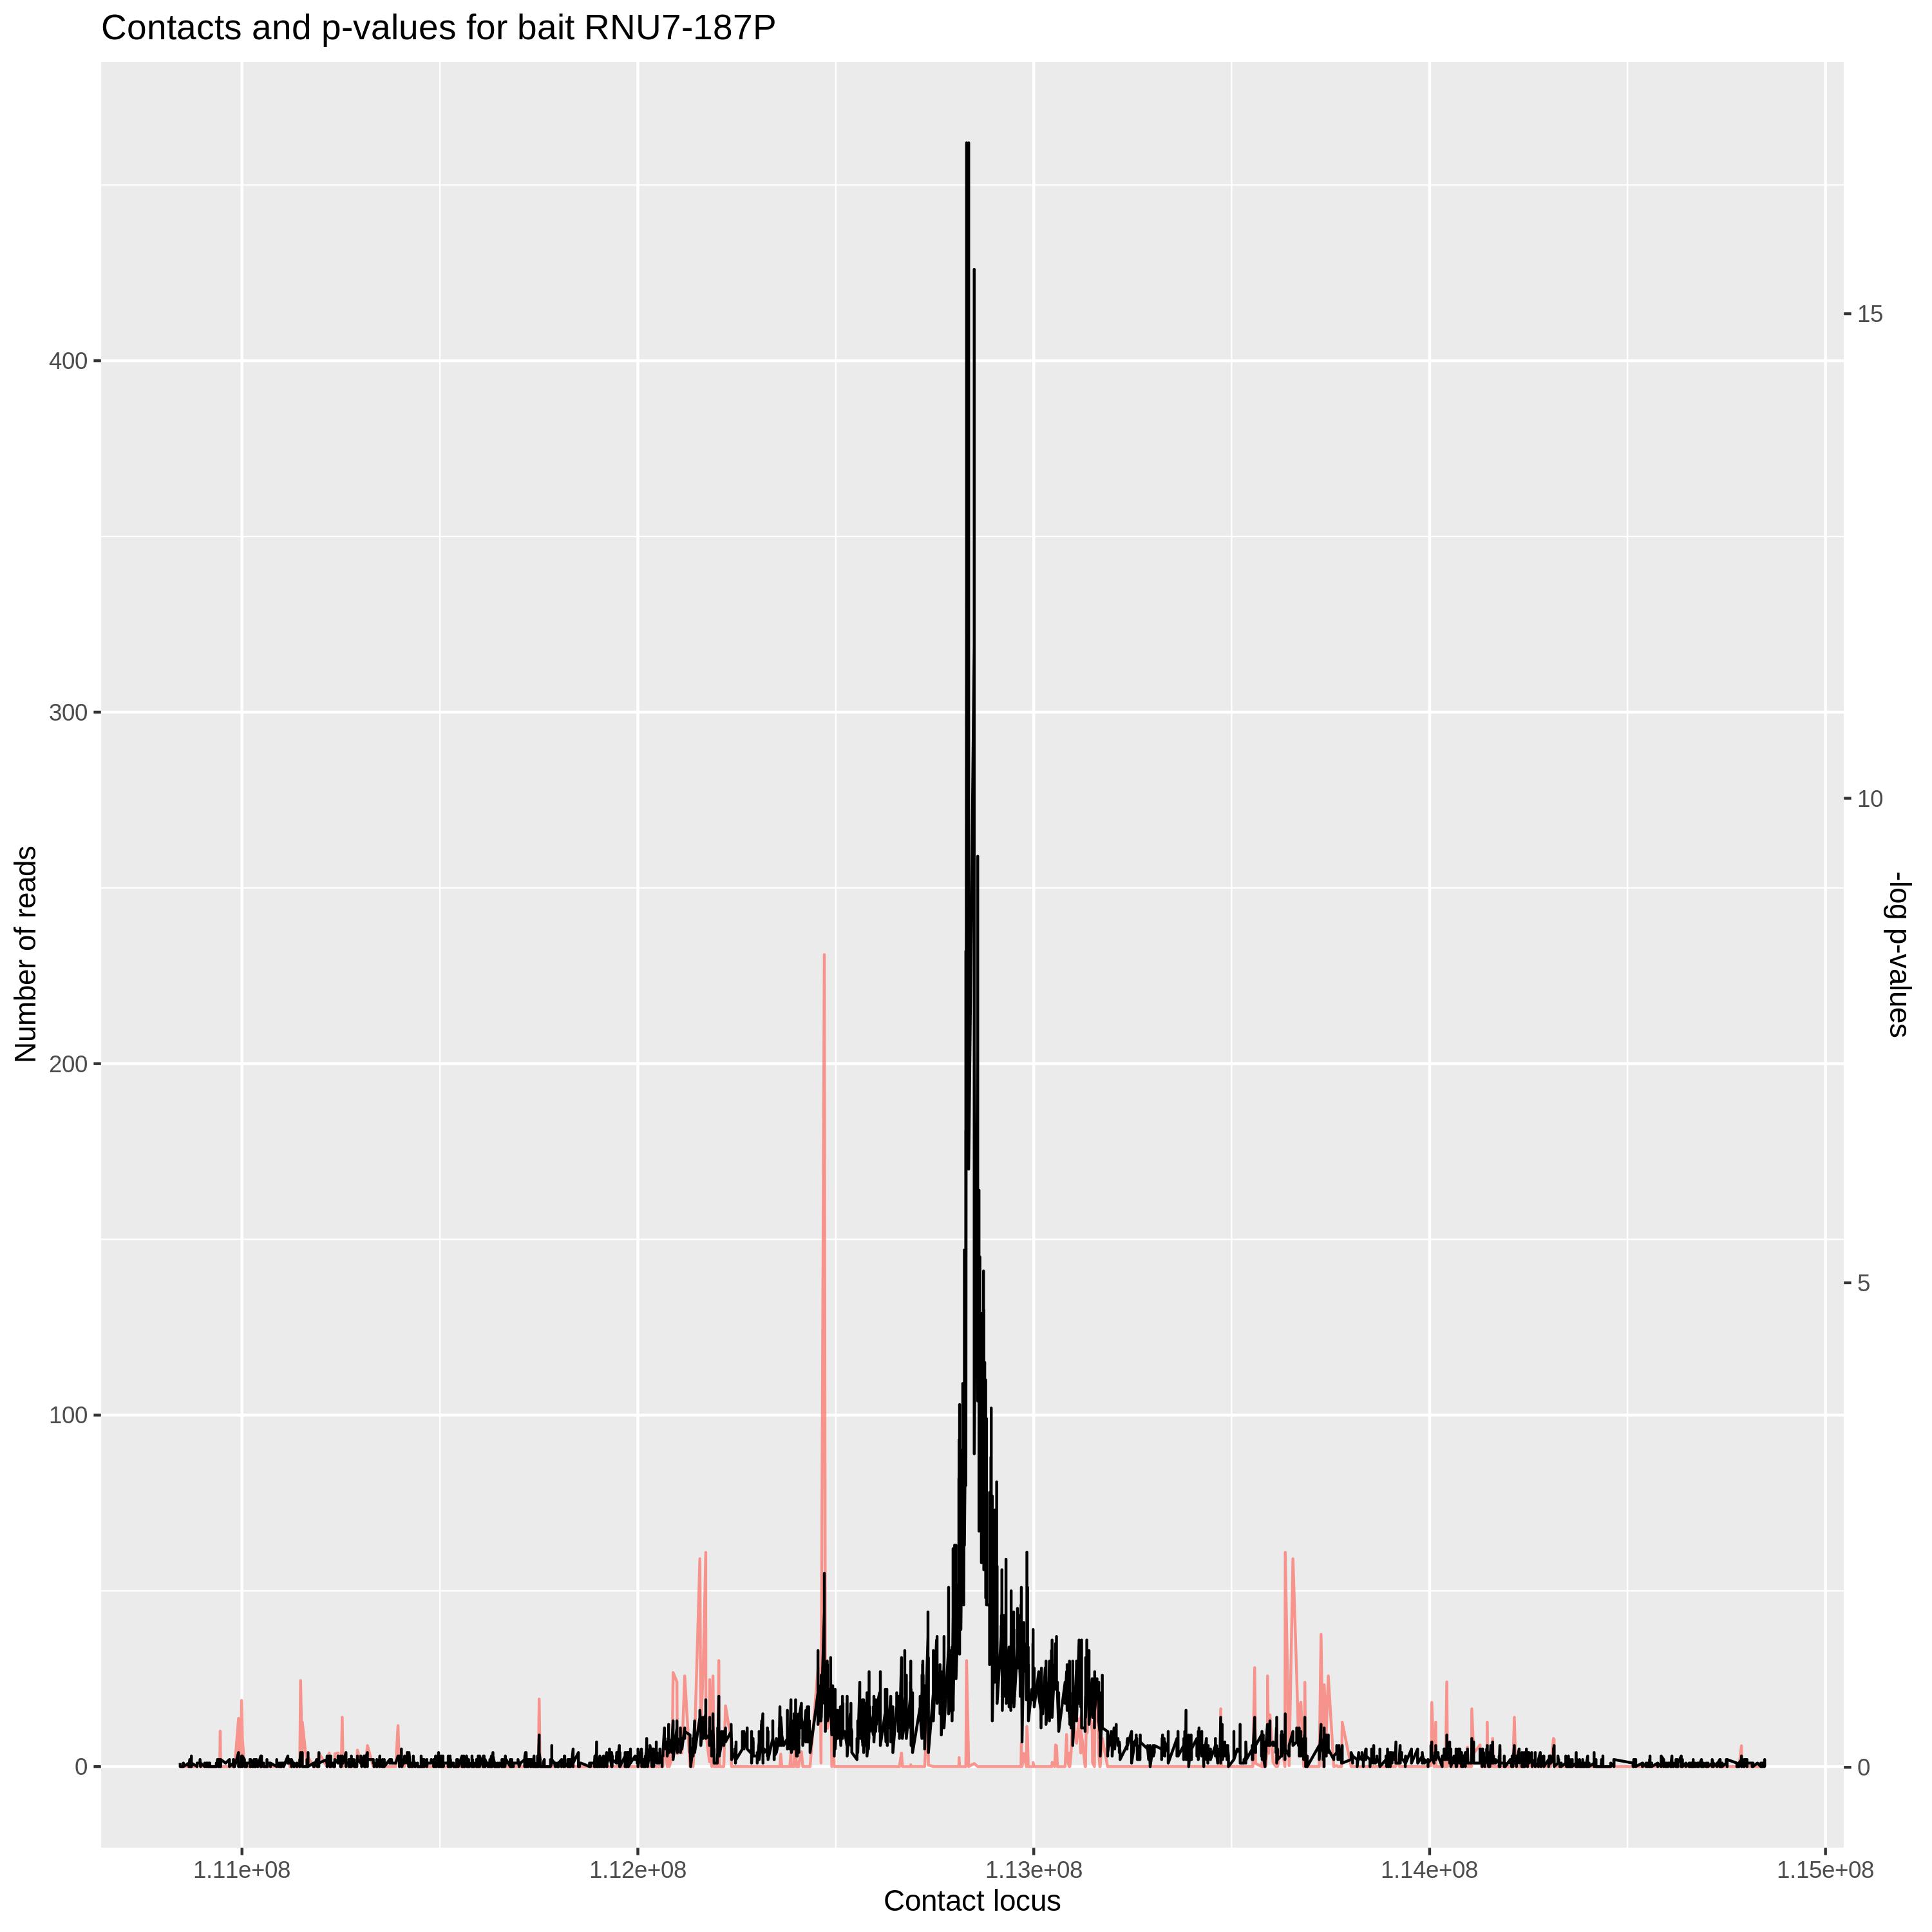 Contacts and p-values for bait RNU7-187P
400
300
200
100
0
15
10
5
0
Number of reads
-log p-values
1.11e+08
1.12e+08
1.13e+08
1.14e+08
1.15e+08
Contact locus